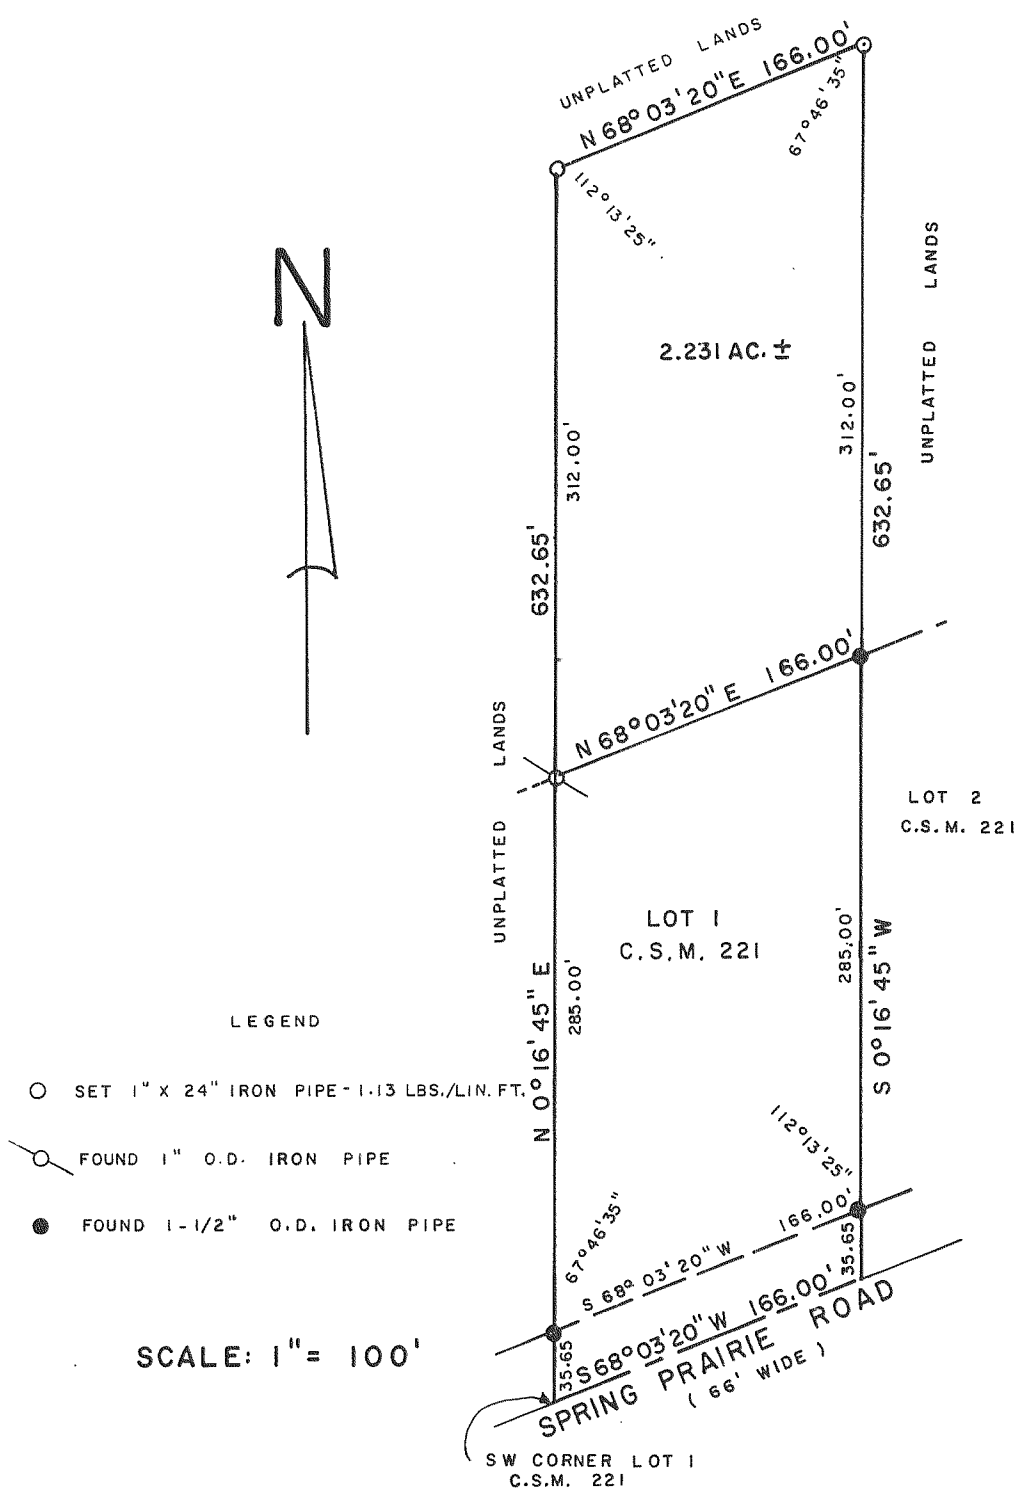 UNPLATTED LANDS
N 68° 03' 20" E 166.00'
67° 46' 35"
112° 13' 25"
N
UNPLATTED LANDS
2.231 AC. ±
312.00'
312.00'
632.65'
632.65'
N 68° 03' 20" E 166.00'
UNPLATTED LANDS
LOT 2
C.S.M. 221
LOT 1
C.S.M. 221
285.00'
285.00'
N 0° 16' 45" E
S 0° 16' 45" W
LEGEND
SET 1" X 24" IRON PIPE - 1.13 LBS./LIN. FT.
FOUND 1" O.D. IRON PIPE
FOUND 1-1/2" O.D. IRON PIPE
112° 13' 25"
67° 46' 35"
S 68° 03' 20" W 166.00'
35.65
35.65
S 68° 03' 20" W 166.00'
SPRING PRAIRIE ROAD
( 66' WIDE )
SCALE: 1" = 100'
SW CORNER LOT 1
C.S.M. 221